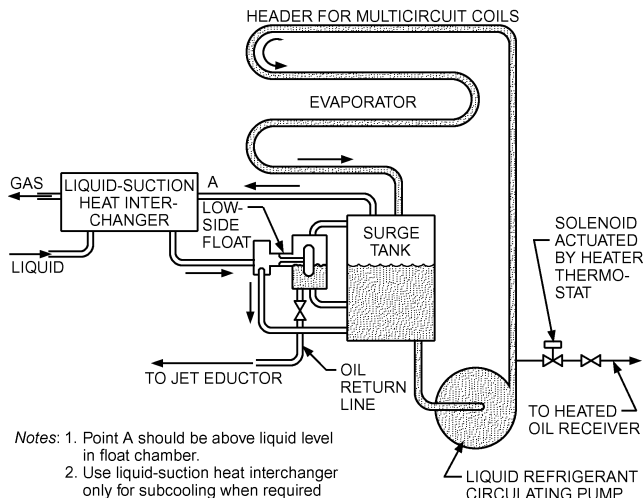 HEADER FOR MULTICIRCUIT COILS
EVAPORATOR
GAS
LIQUID-SUCTION
HEAT INTER-
CHANGER
A
LIQUID
LOW-
SIDE
FLOAT
SURGE
TANK
SOLENOID
ACTUATED
BY HEATER
THERMO-
STAT
TO JET EDUCTOR
OIL
RETURN
LINE
TO HEATED
OIL RECEIVER
LIQUID REFRIGERANT
CIRCULATING PUMP
Notes: 1. Point A should be above liquid level
in float chamber.
2. Use liquid-suction heat interchanger
only for subcooling when required